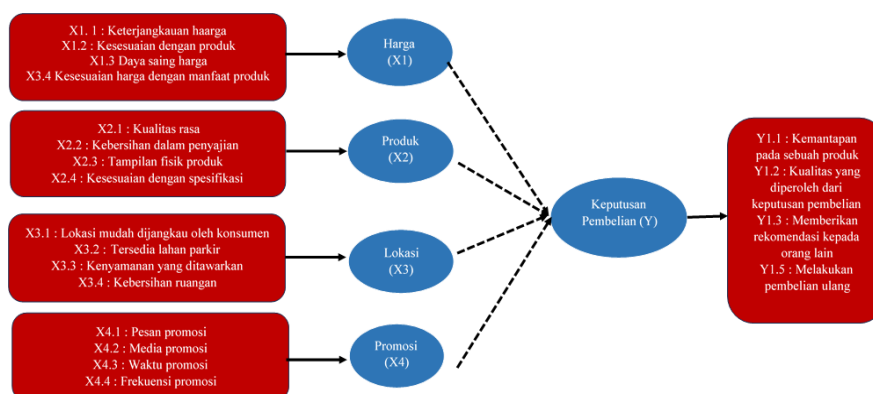 X1. 1 : Keterjangkauan haarga
X1.2 : Kesesuaian dengan produk
X1.3 Daya saing harga
X3.4 Kesesuaian harga dengan manfaat produk
Harga
(X1)
X2.1 : Kualitas rasa
X2.2 : Kebersihan dalam penyajian
X2.3 : Tampilan fisik produk
X2.4 : Kesesuaian dengan spesifikasi
Produk
(X2)
X3.1 : Lokasi mudah dijangkau oleh konsumen
X3.2 : Tersedia lahan parkir
X3.3 : Kenyamanan yang ditawarkan
X3.4 : Kebersihan ruangan
Lokasi
(X3)
X4.1 : Pesan promosi
X4.2 : Media promosi
X4.3 : Waktu promosi
X4.4 : Frekuensi promosi
Promosi
(X4)
Keputusan
Pembelian (Y)
Y1.1 : Kemantapan
pada sebuah produk
Y1.2 : Kualitas yang
diperoleh dari
keputusan pembelian
Y1.3 : Memberikan
rekomendasi kepada
orang lain
Y1.5 : Melakukan
pembelian ulang